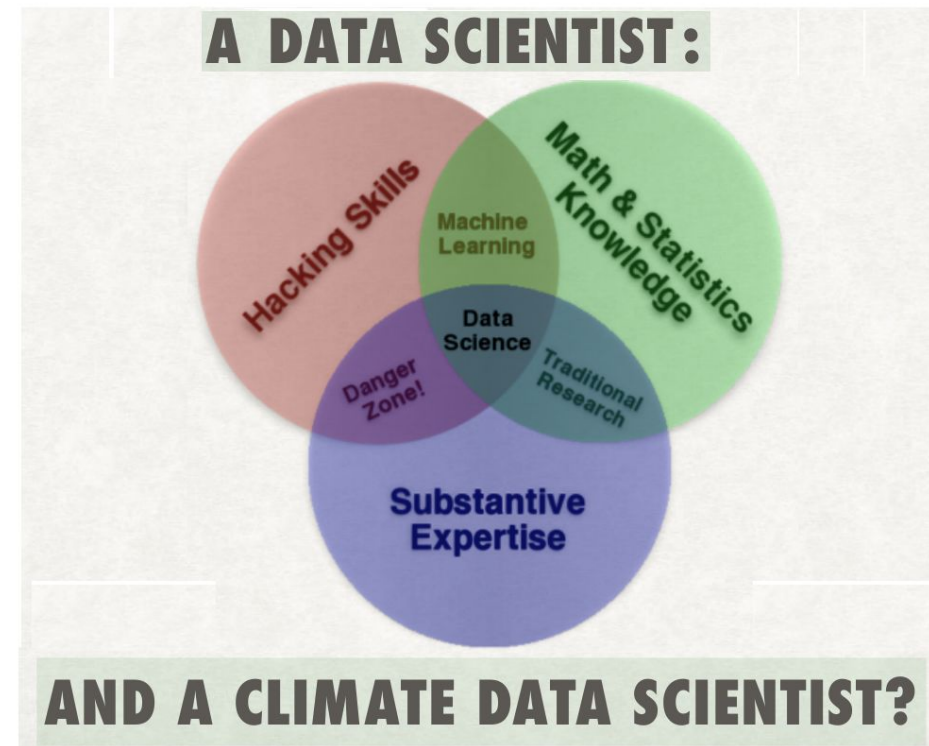 A DATA SCIENTIST:
Hacking Skills
Math & Statistics
Knowledge
Machine
Learning
Data
Science
Danger
Zone!
Traditional
Research
Substantive
Expertise
AND A CLIMATE DATA SCIENTIST?